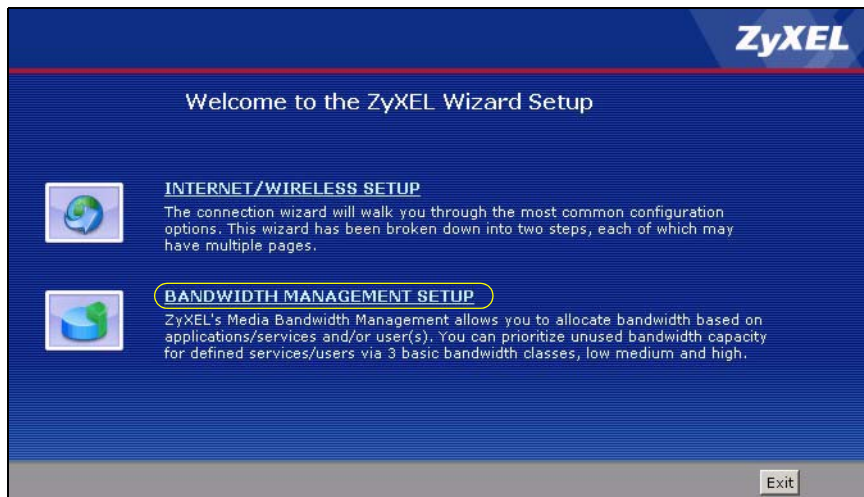 ZyXEL
Welcome to the ZyXEL Wizard Setup
INTERNET/WIRELESS SETUP
The connection wizard will walk you through the most common configuration
options. This wizard has been broken down into two steps, each of which may
have multiple pages.
BANDWIDTH MANAGEMENT SETUP
ZyXEL's Media Bandwidth Management allows you to allocate bandwidth based on
applications/services and/or user(s). You can prioritize unused bandwidth capacity
for defined services/users via 3 basic bandwidth classes, low medium and high.
Exit